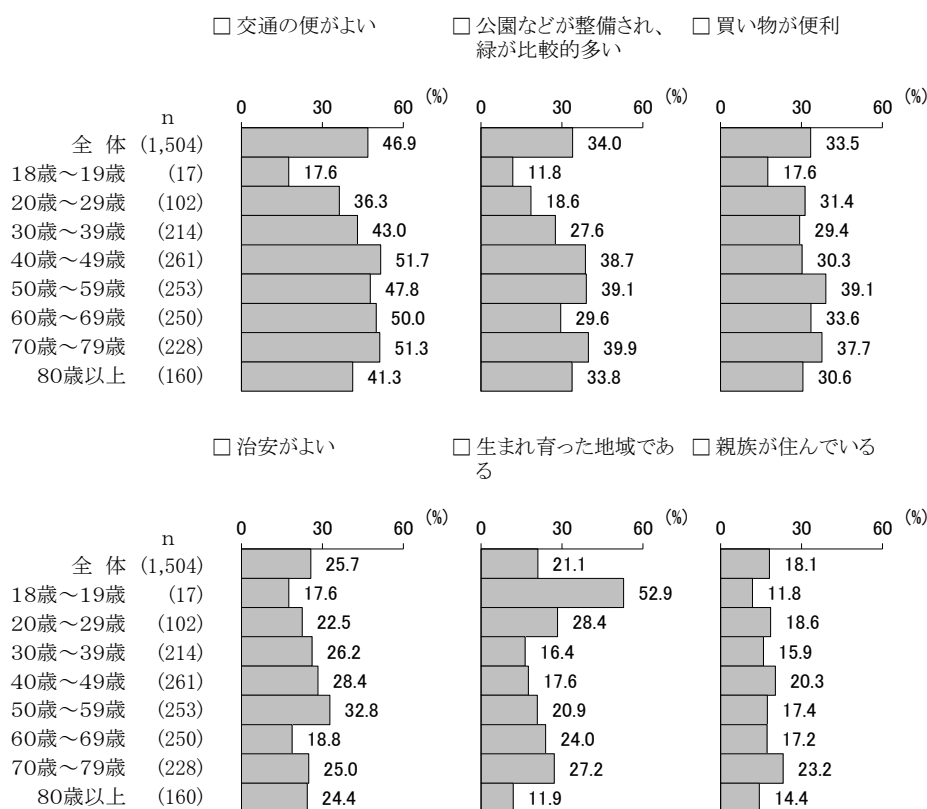 □ 交通の便がよい □ 公園などが整備され、 □ 買い物が便利
緑が比較的多い
0 30 60 (%) 0 30 60 (%) 0 30 60 (%)
n
全 体 (1,504) 46.9 34.0 33.5
18歳～19歳 (17) 17.6 11.8 17.6
20歳～29歳 (102) 36.3 18.6 31.4
30歳～39歳 (214) 43.0 27.6 29.4
40歳～49歳 (261) 51.7 38.7 30.3
50歳～59歳 (253) 47.8 39.1 39.1
60歳～69歳 (250) 50.0 29.6 33.6
70歳～79歳 (228) 51.3 39.9 37.7
80歳以上 (160) 41.3 33.8 30.6
□ 治安がよい □ 生まれ育った地域であ □ 親族が住んでいる
る
0 30 60 (%) 0 30 60 (%) 0 30 60 (%)
n
全 体 (1,504) 25.7 21.1 18.1
18歳～19歳 (17) 17.6 52.9 11.8
20歳～29歳 (102) 22.5 28.4 18.6
30歳～39歳 (214) 26.2 16.4 15.9
40歳～49歳 (261) 28.4 17.6 20.3
50歳～59歳 (253) 32.8 20.9 17.4
60歳～69歳 (250) 18.8 24.0 17.2
70歳～79歳 (228) 25.0 27.2 23.2
80歳以上 (160) 24.4 11.9 14.4